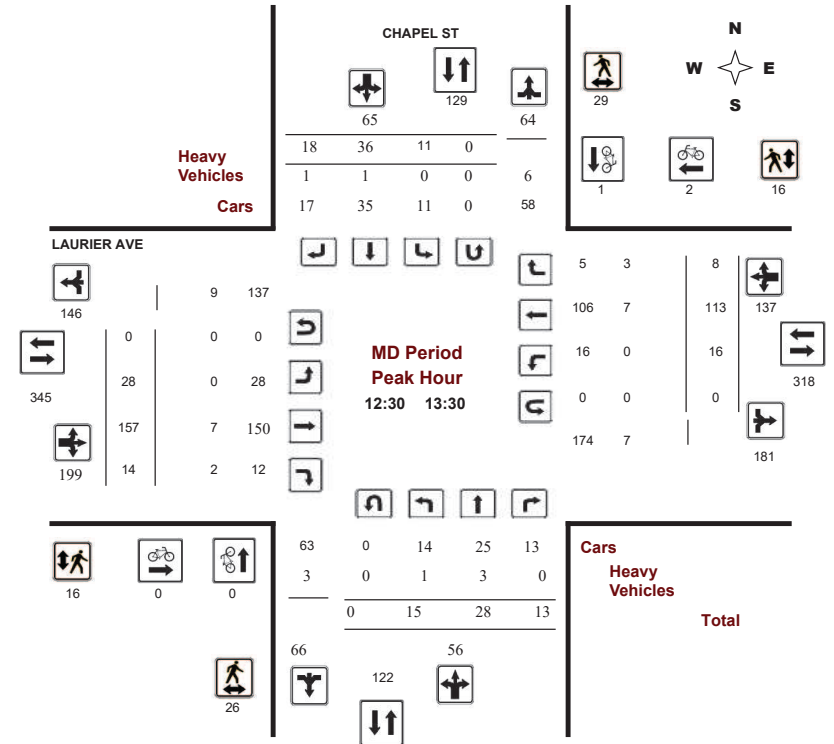 CHAPEL ST
N
W E
S
129
29
65 64
18 36 11 0
Heavy
Vehicles 1 1 0 0 6
Cars 17 35 11 0 58
1 2 16
LAURIER AVE
146 9 137
5 3 8
0 0 0
106 7 113 137
345 28 0 28
MD Period
Peak Hour
12:30 13:30
16 0 16 318
157 7 150
0 0 0
199 14 2 12
174 7 181
63 0 14 25 13 Cars
3 0 1 3 0 Heavy
Vehicles
16 0 0
0 15 28 13 Total
66 56
122
26